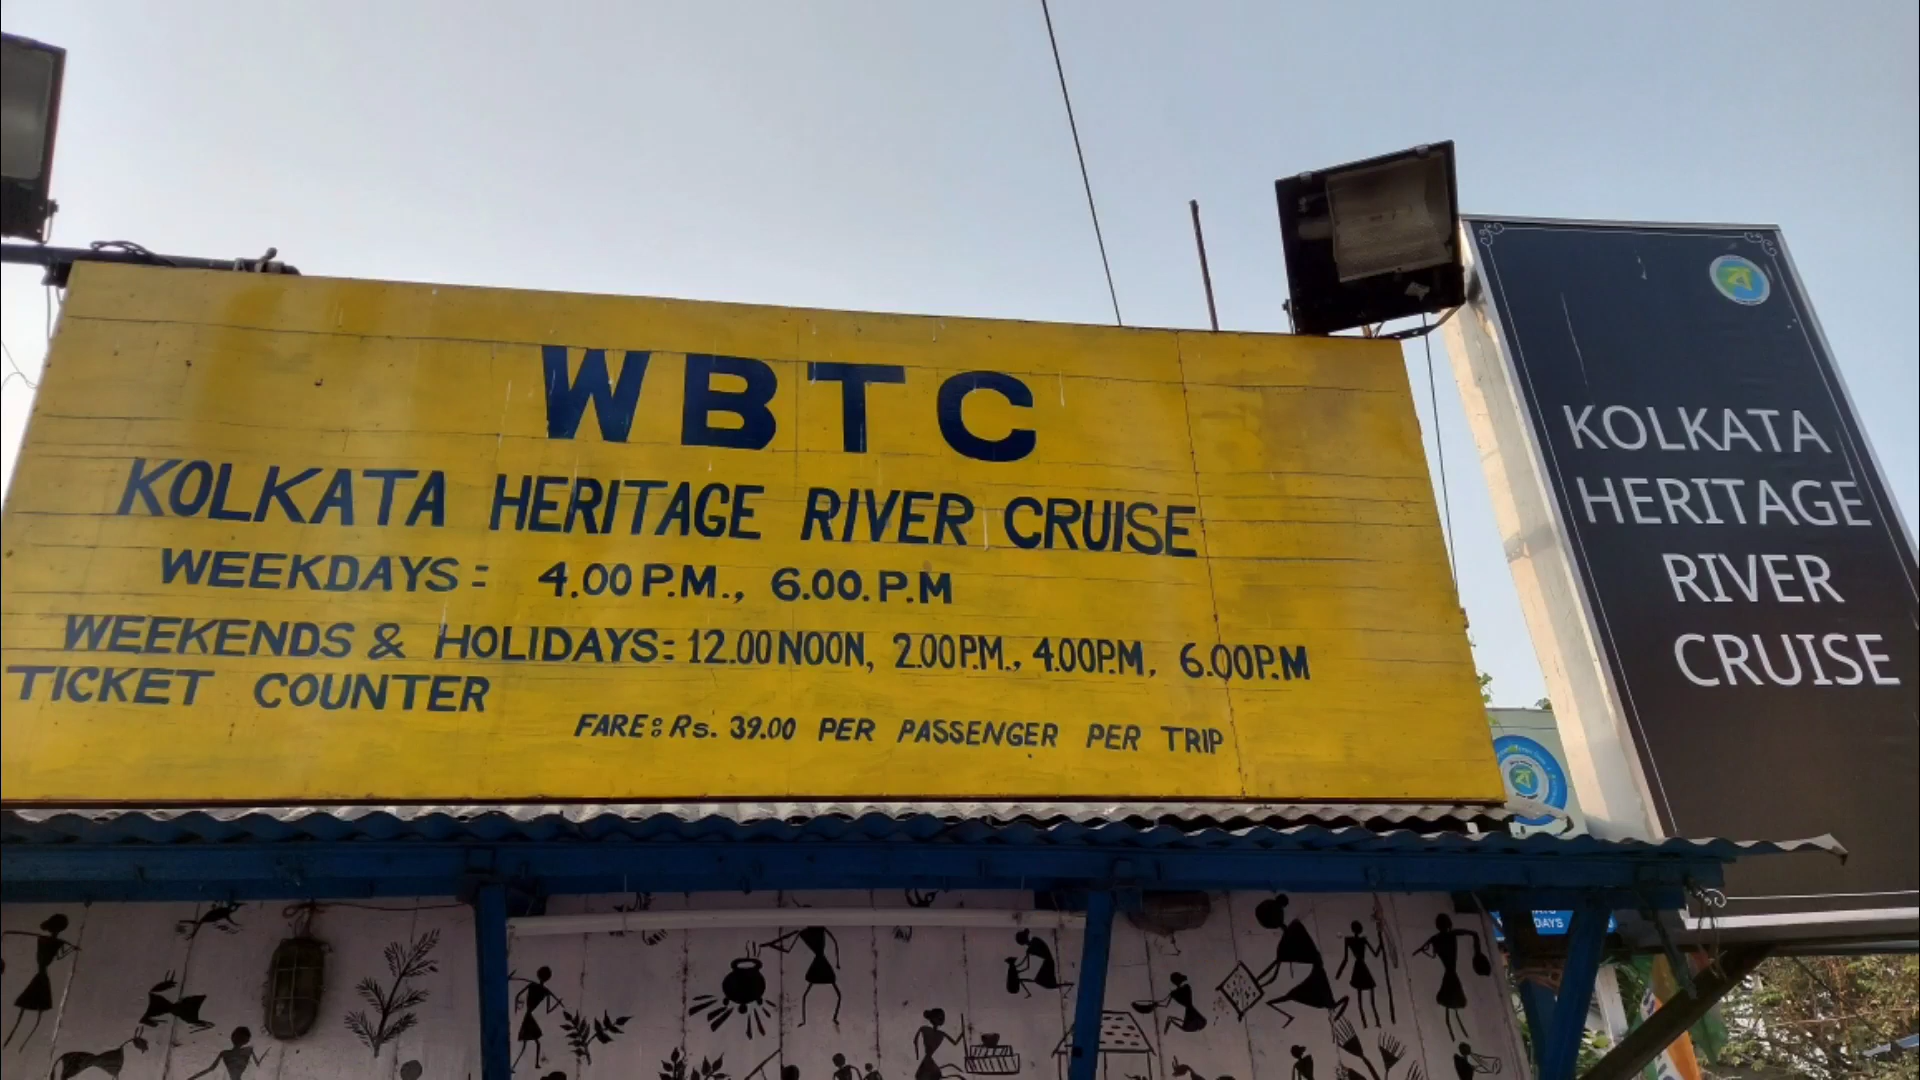 WBTC
KOLKATA HERITAGE RIVER CRUISE
WEEKDAYS: 4.00 P.M., 6.00. P.M
WEEKENDS & HOLIDAYS: 12.00 NOON, 2.00 P.M., 4.00 P.M, 6.00 P.M
TICKET COUNTER
FARE: Rs. 39.00 PER PASSENGER PER TRIP
KOLKATA
HERITAGE
RIVER
CRUISE
DAYS